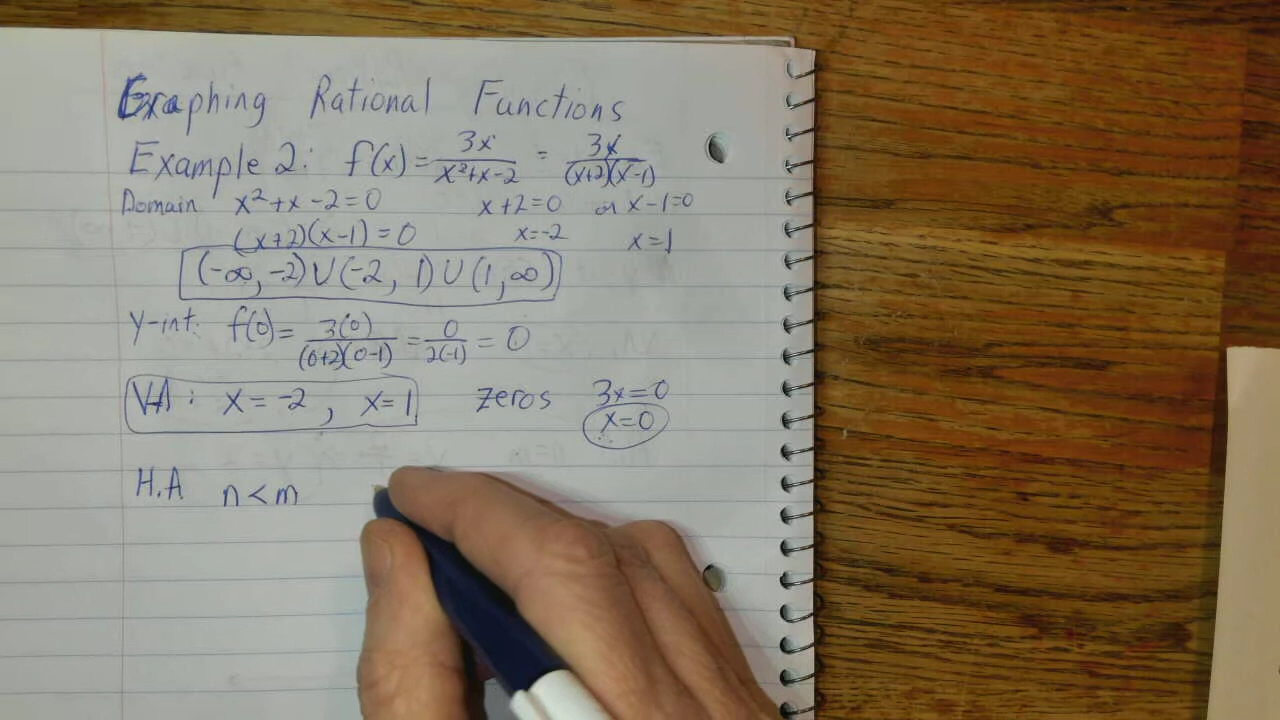 Graphing Rational Functions
Example 2: f(x) = 3x/(x²+x-2) = 3x/((x+2)(x-1))
Domain x²+x-2=0 x+2=0 or x-1=0
(x+2)(x-1)=0 x=-2 x=1
(-∞,-2)∪(-2, 1)∪(1,∞)
Y-int: f(0)= 3(0)/((0+2)(0-1)) = 0/(2(-1)) = 0
VA: x=-2, x=1 zeros 3x=0
x=0
H.A n<m